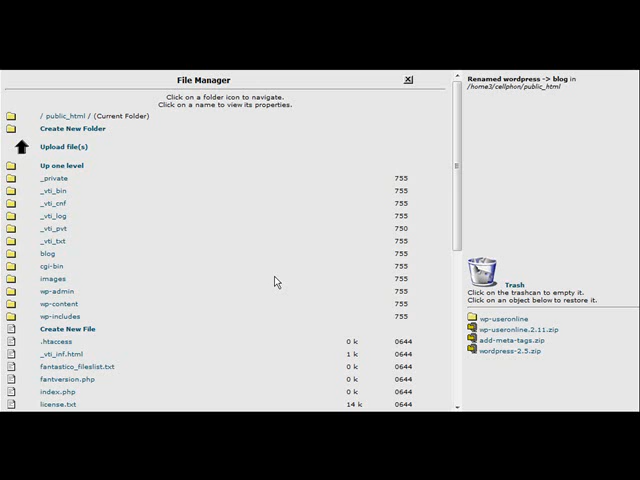 File Manager
Click on a folder icon to navigate.
Click on a name to view its properties.
/ public_html / (Current Folder)
Create New Folder
Upload file(s)
Up one level
_private 755
_vti_bin 755
_vti_cnf 755
_vti_log 755
_vti_pvt 750
_vti_txt 755
blog 755
cgi-bin 755
images 755
wp-admin 755
wp-content 755
wp-includes 755
Create New File
.htaccess 0 k 0644
_vti_inf.html 1 k 0644
fantastico_fileslist.txt 0 k 0644
fantversion.php 0 k 0644
index.php 0 k 0644
license.txt 14 k 0644
Renamed wordpress -> blog in
/home3/cellphon/public_html
Trash
Click on the trashcan to empty it.
Click on an object below to restore it.
wp-useronline
wp-useronline.2.11.zip
add-meta-tags.zip
wordpress-2.5.zip